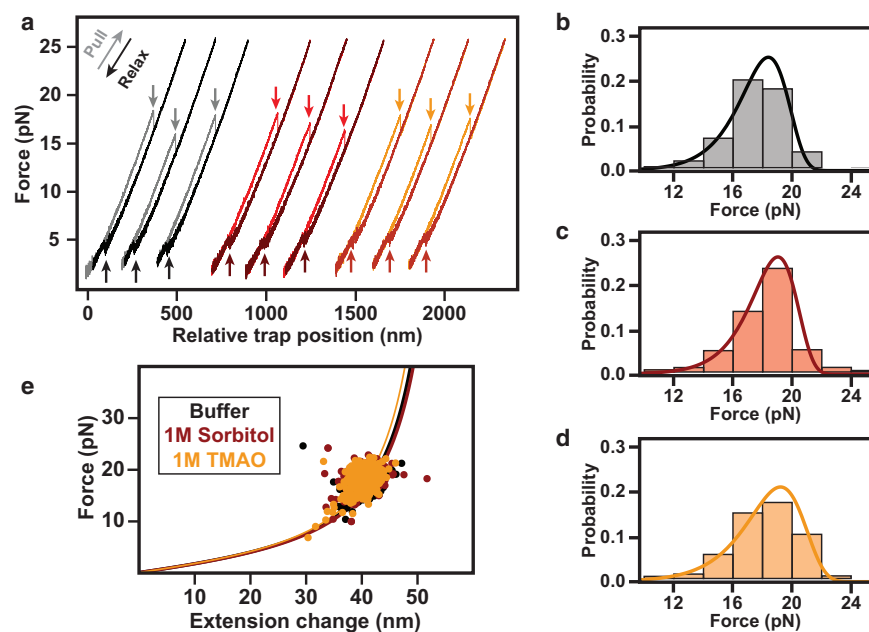 a
Pull
Relax
25
20
15
10
5
Force (pN)
0
500
1000
1500
2000
Relative trap position (nm)
b
0.3
0.2
0.1
0.0
Probability
12
16
20
24
Force (pN)
c
0.3
0.2
0.1
0.0
Probability
12
16
20
24
Force (pN)
d
0.3
0.2
0.1
0.0
Probability
12
16
20
24
Force (pN)
e
Buffer
1M Sorbitol
1M TMAO
30
20
10
Force (pN)
10
20
30
40
50
Extension change (nm)